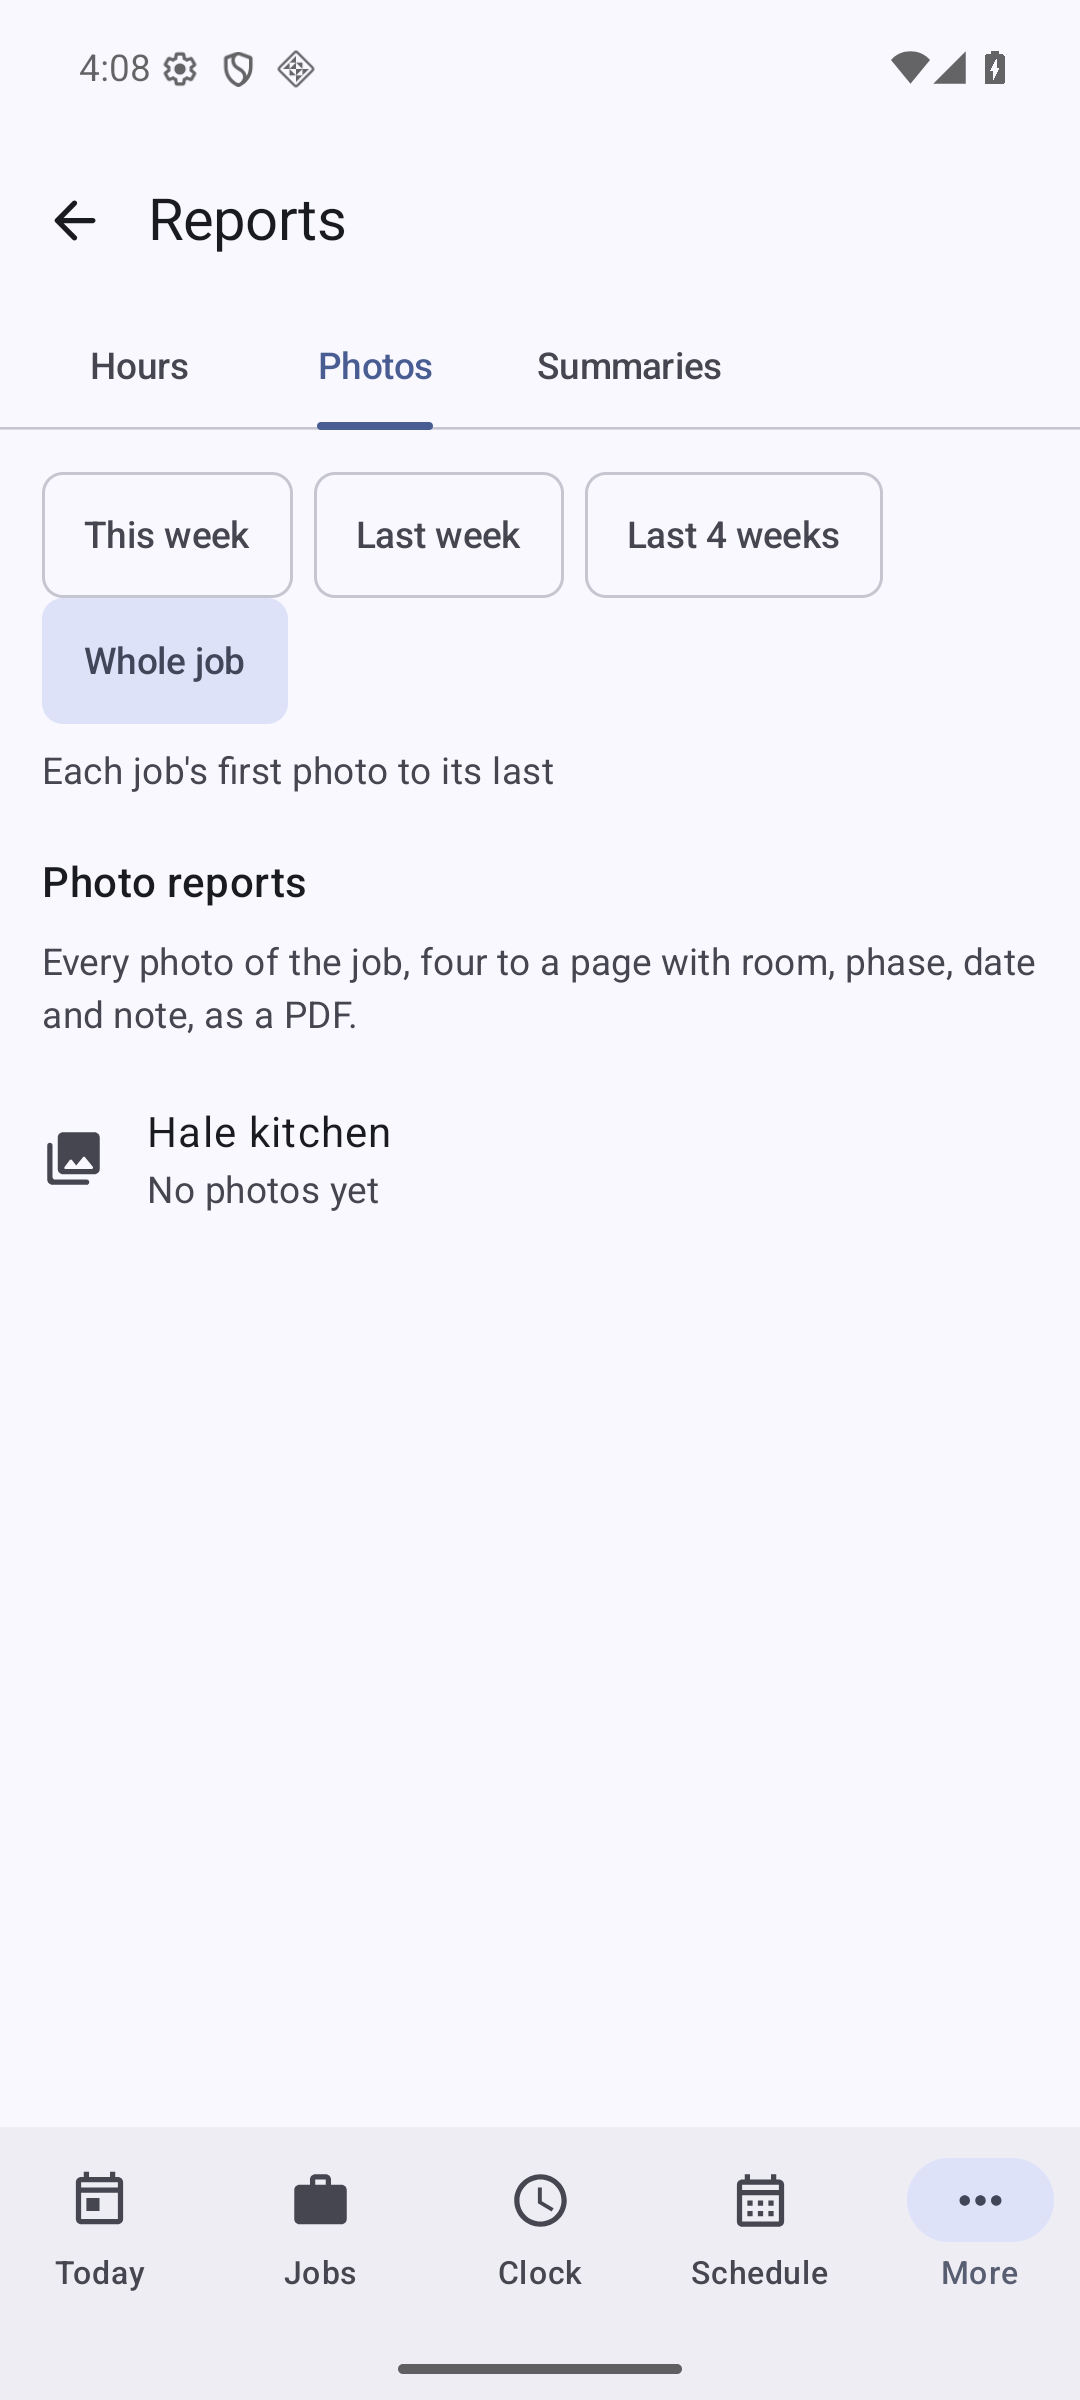 4:08
Reports
Hours
Photos
Summaries
This week
Last week
Last 4 weeks
Whole job
Each job's first photo to its last
Photo reports
Every photo of the job, four to a page with room, phase, date
and note, as a PDF.
Hale kitchen
No photos yet
Today
Jobs
Clock
Schedule
More